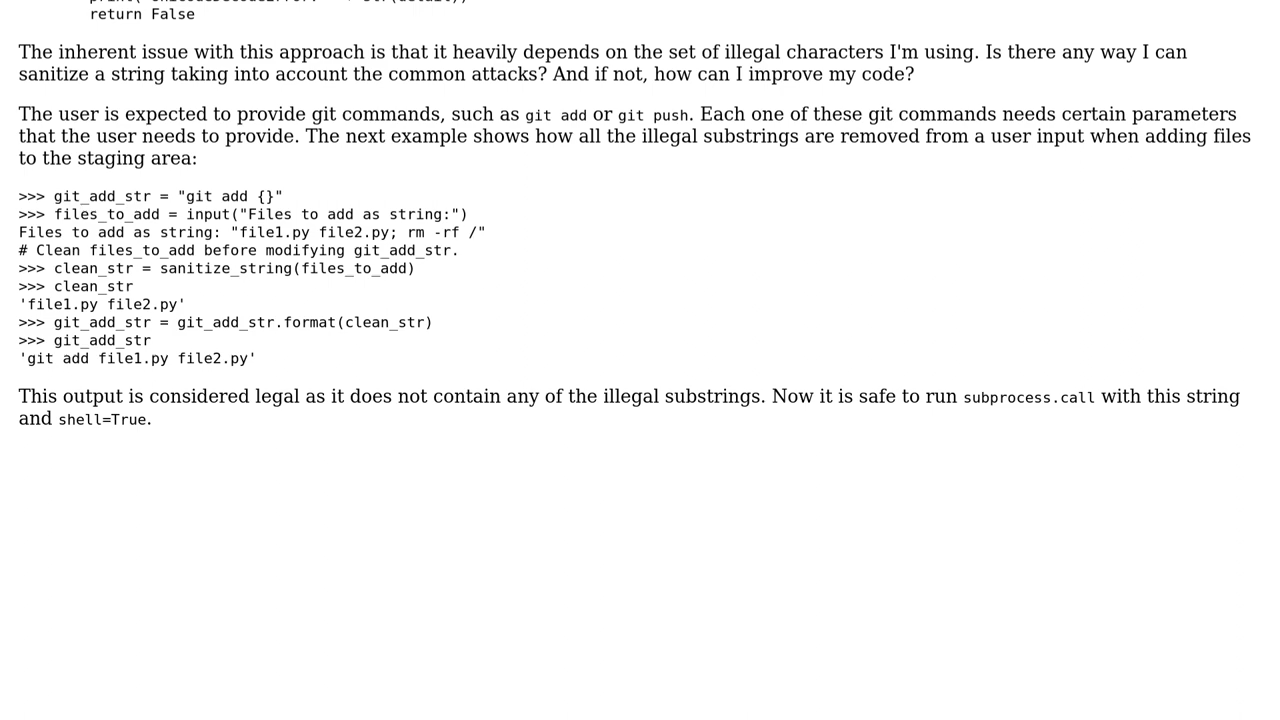 return False
The inherent issue with this approach is that it heavily depends on the set of illegal characters I'm using. Is there any way I can
sanitize a string taking into account the common attacks? And if not, how can I improve my code?
The user is expected to provide git commands, such as git add or git push. Each one of these git commands needs certain parameters
that the user needs to provide. The next example shows how all the illegal substrings are removed from a user input when adding files
to the staging area:
>>> git_add_str = "git add {}"
>>> files_to_add = input("Files to add as string:")
Files to add as string: "file1.py file2.py; rm -rf /"
# Clean files_to_add before modifying git_add_str.
>>> clean_str = sanitize_string(files_to_add)
>>> clean_str
'file1.py file2.py'
>>> git_add_str = git_add_str.format(clean_str)
>>> git_add_str
'git add file1.py file2.py'
This output is considered legal as it does not contain any of the illegal substrings. Now it is safe to run subprocess.call with this string
and shell=True.